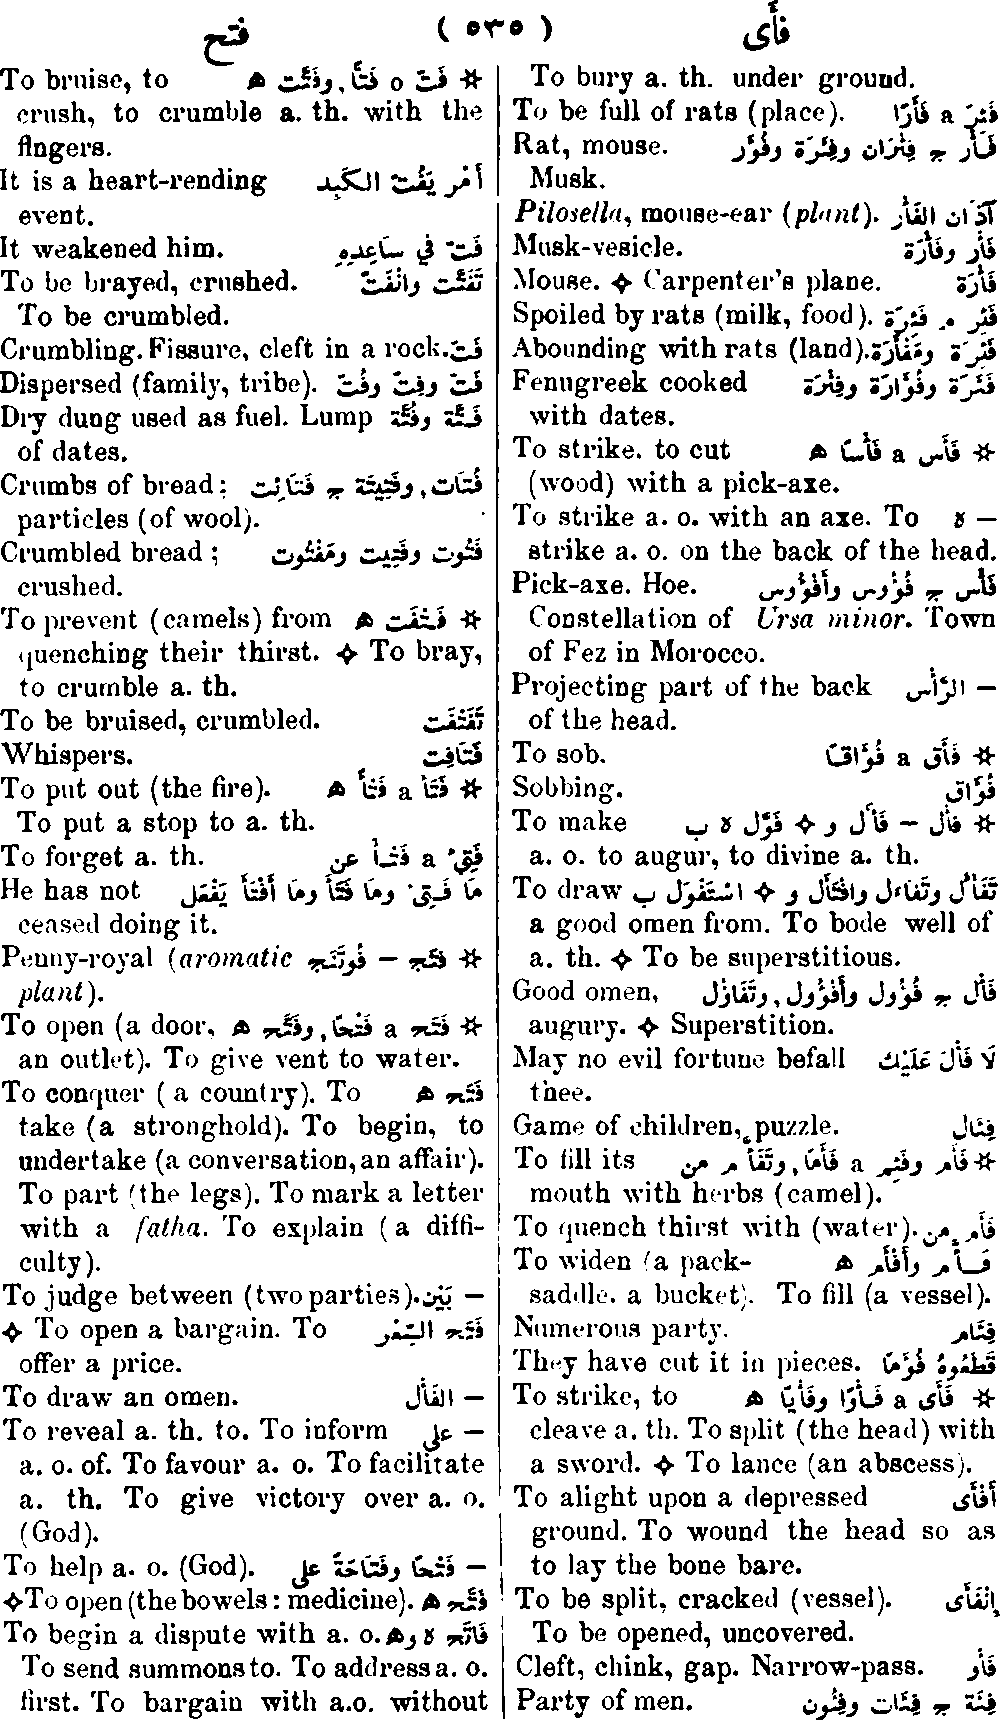 فأى ( ٥٣٥ ) فتح
To bury a. th. under ground.
To be full of rats (place). فَئِرَ a فَأَرًا
Rat, mouse. فَأْر ج فِئْرَان وفِئَرَة وفُؤَر
Musk.
Pilosella, mouse-ear (plant). آذَان الفَأْر
Musk-vesicle. فَأْر وفَأْرَة
Mouse. ✧ Carpenter's plane. فَأْرَة
Spoiled by rats (milk, food). فَئِر م فَئِرَة
Abounding with rats (land). فَئِرَة ومَفْأَرَة
Fenugreek cooked فَئِرَة وفُؤَارَة وفِئْرَة
with dates.
To strike. to cut ☆ فَأَس a فَأْسًا ه
(wood) with a pick-axe.
To strike a. o. with an axe. To — ه
strike a. o. on the back of the head.
Pick-axe. Hoe. فَأْس ج فُؤُوس وأَفْؤُوس
Constellation of Ursa minor. Town
of Fez in Morocco.
Projecting part of the back — الرَّأْس
of the head.
To sob. ☆ فَأَق a فُؤَاقًا
Sobbing. فُؤَاق
To make ☆ فأل — فَأَّل و ✧ فَوَّل ه ب
a. o. to augur, to divine a. th.
To draw تَفَأَّل وتَفَاءَل وافْتَأَل و ✧ اسْتَفْوَل ب
a good omen from. To bode well of
a. th. ✧ To be superstitious.
Good omen, فَأْل ج فُؤُول وأَفْؤُول, وتَفَاؤُل
augury. ✧ Superstition.
May no evil fortune befall لَا فَأْلَ عَلَيْك
thee.
Game of children, puzzle. فِئَال
To fill its ☆ فَأَم وفَئِم a فَأْمًا, وتَفَأَّم من
mouth with herbs (camel).
To quench thirst with (water). فَأَم من
To widen (a pack- فَأَّم وأَفْأَم ه
saddle. a bucket). To fill (a vessel).
Numerous party. فِئَام
They have cut it in pieces. قَطَعُوهُ فُؤَمًا
To strike, to ☆ فَأَى a فَأْوًا وفَأْيًا ه
cleave a. th. To split (the head) with
a sword. ✧ To lance (an abscess).
To alight upon a depressed أَفْأَى
ground. To wound the head so as
to lay the bone bare.
To be split, cracked (vessel). اِنْفَأَى
To be opened, uncovered.
Cleft, chink, gap. Narrow-pass. فَأْو
Party of men. فِئَة ج فِئَات وفِئُون
To bruise, to ☆ فَتَّ o فَتًّا, وفَتَّت ه
crush, to crumble a. th. with the
fingers.
It is a heart-rending أَمْر يَفُتّ الكَبِد
event.
It weakened him. فَتَّ في سَاعِدِهِ
To be brayed, crushed. تَفَتَّت وانْفَتَّ
To be crumbled.
Crumbling. Fissure, cleft in a rock. فَتّ
Dispersed (family, tribe). فَتّ وفِتّ وفُتّ
Dry dung used as fuel. Lump فَتَّة وفُتَّة
of dates.
Crumbs of bread; فُتَات, وفَتِيتَة ج فَتَائِت
particles (of wool).
Crumbled bread; فَتُوت وفَتِيت ومَفْتُوت
crushed.
To prevent (camels) from ☆ فَتْفَت ه
quenching their thirst. ✧ To bray,
to crumble a. th.
To be bruised, crumbled. تَفَتْفَت
Whispers. فَتَافِت
To put out (the fire). ☆ فَتَأ a فَتْأً ه
To put a stop to a. th.
To forget a. th. فَتِئَ a فَتْأً عن
He has not مَا فَتِئَ وما فَتَأَ وما أَفْتَأَ يَفْعَل
ceased doing it.
Penny-royal (aromatic ☆ فتج — فُوتَنْج
plant).
To open (a door, ☆ فَتَح a فَتْحًا, وفَتَّح ه
an outlet). To give vent to water.
To conquer (a country). To فَتَح ه
take (a stronghold). To begin, to
undertake (a conversation, an affair).
To part (the legs). To mark a letter
with a fatha. To explain (a diffi-
culty).
To judge between (two parties). — بَيْن
✧ To open a bargain. To فَتَح السِّعْر
offer a price.
To draw an omen. — الفَأْل
To reveal a. th. to. To inform — على
a. o. of. To favour a. o. To facilitate
a. th. To give victory over a. o.
(God).
To help a. o. (God). — فَتْحًا وفَتَاحَةً على
✧ To open (the bowels: medicine). فَتَّح ه
To begin a dispute with a. o. فَاتَح ه وه
To send summons to. To address a. o.
first. To bargain with a.o. without